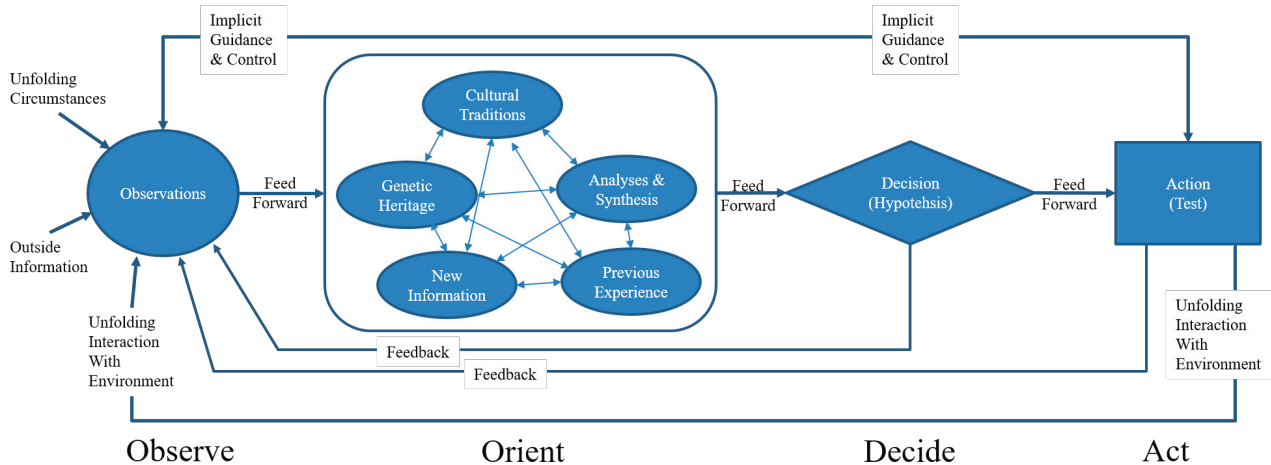 Implicit
Guidance
& Control
Implicit
Guidance
& Control
Unfolding
Circumstances
Observations
Outside
Information
Unfolding
Interaction
With
Environment
Feed
Forward
Cultural
Traditions
Genetic
Heritage
Analyses &
Synthesis
New
Information
Previous
Experience
Feed
Forward
Decision
(Hypotehsis)
Feed
Forward
Action
(Test)
Unfolding
Interaction
With
Environment
Feedback
Feedback
Observe
Orient
Decide
Act